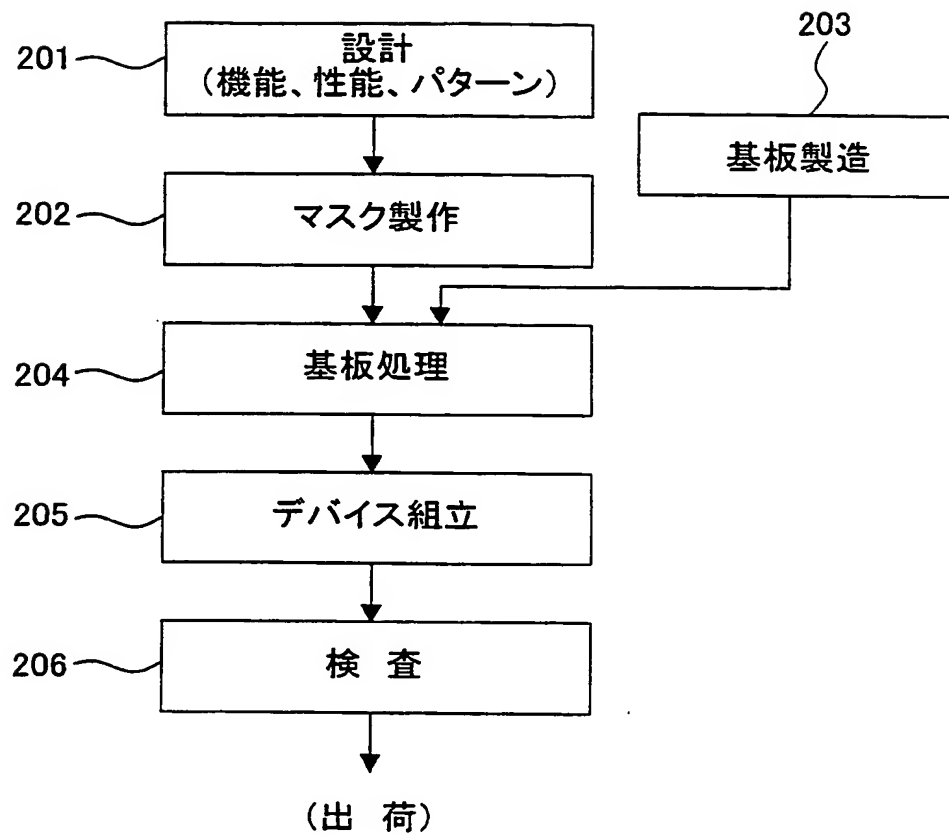 201
設計
(機能、性能、パターン)
203
基板製造
202
マスク製作
204
基板処理
205
デバイス組立
206
検 査
(出 荷)